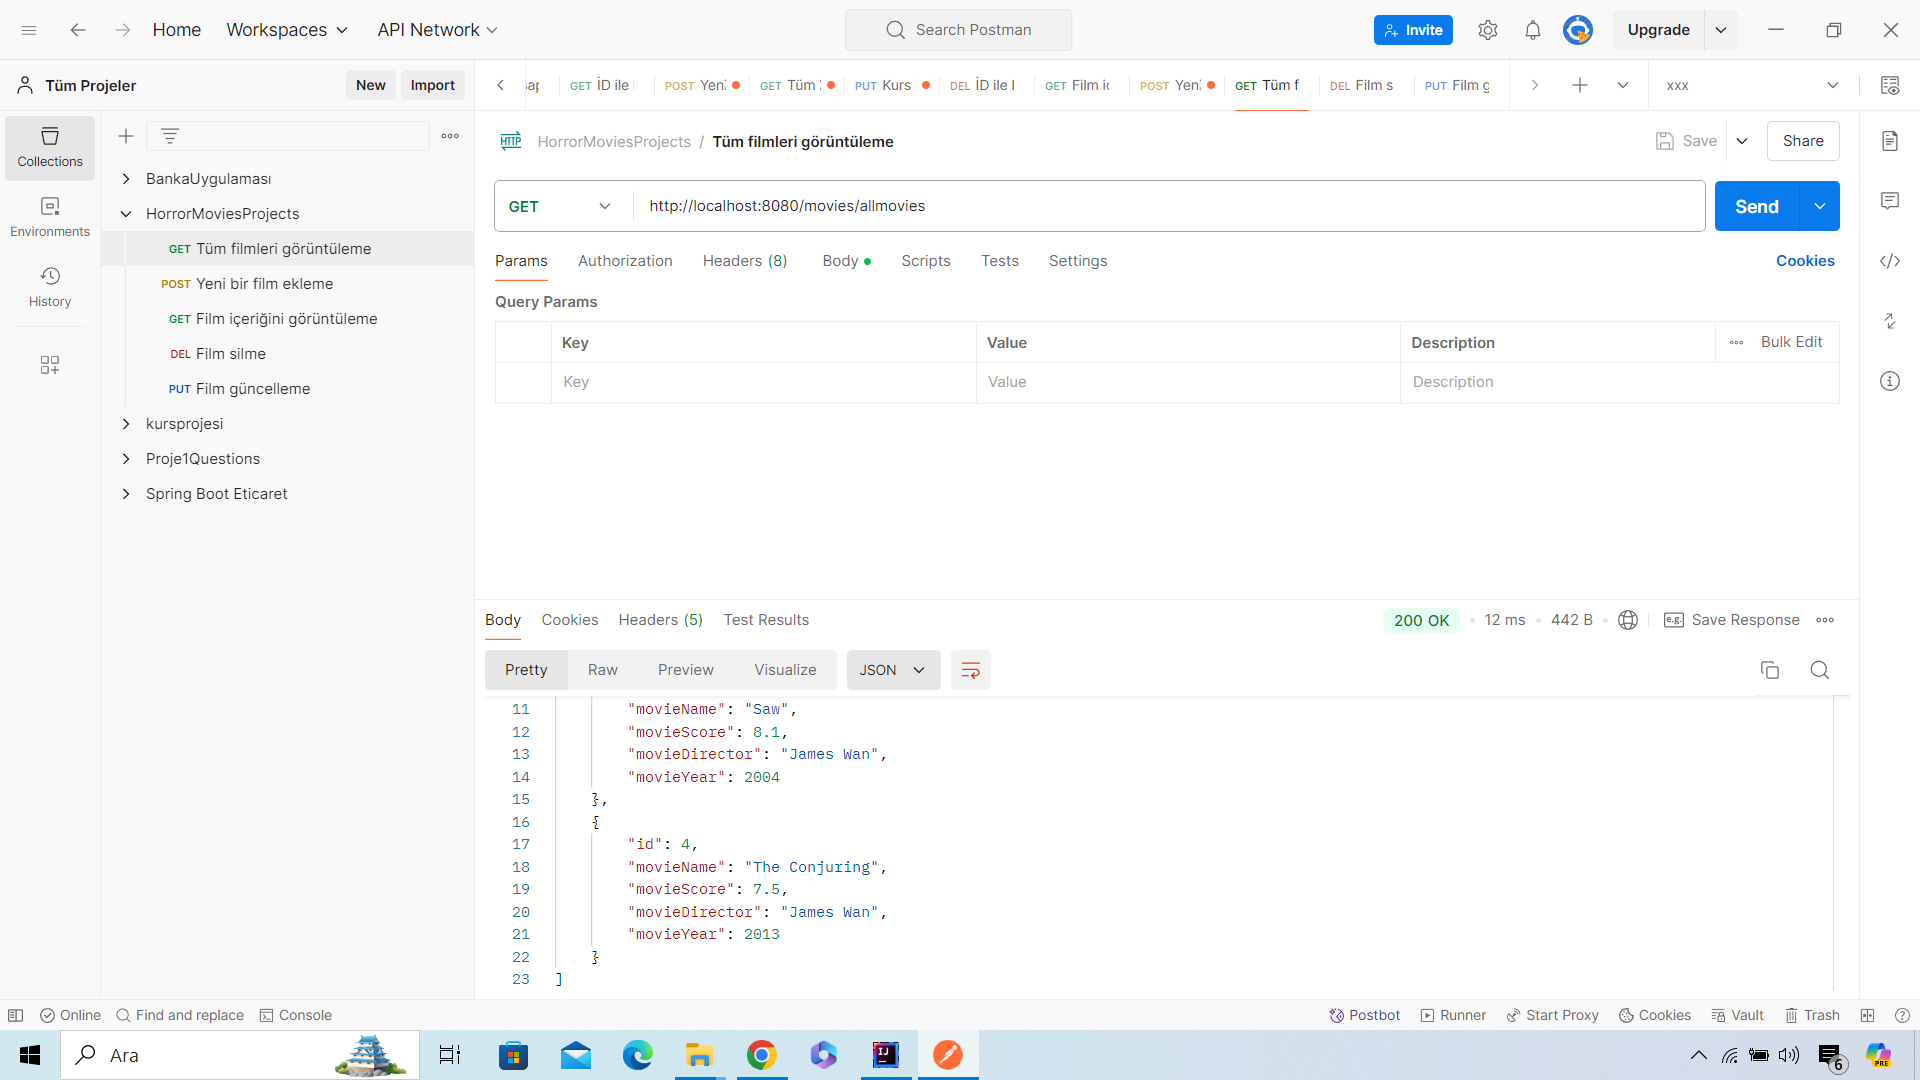 Home Workspaces API Network Search Postman Invite Upgrade
Tüm Projeler New Import
GET İD ile POST Yeni GET Tüm PUT Kurs DEL İD ile GET Film POST Yeni GET Tüm f DEL Film s PUT Film g xxx
Collections
Environments
History
BankaUygulaması
HorrorMoviesProjects
GET Tüm filmleri görüntüleme
POST Yeni bir film ekleme
GET Film içeriğini görüntüleme
DEL Film silme
PUT Film güncelleme
kursprojesi
Proje1Questions
Spring Boot Eticaret
HTTP HorrorMoviesProjects / Tüm filmleri görüntüleme Save Share
GET http://localhost:8080/movies/allmovies Send
Params Authorization Headers (8) Body Scripts Tests Settings Cookies
Query Params
Key Value Description Bulk Edit
Key Value Description
Body Cookies Headers (5) Test Results 200 OK 12 ms 442 B e.g. Save Response
Pretty Raw Preview Visualize JSON
11 "movieName": "Saw",
12 "movieScore": 8.1,
13 "movieDirector": "James Wan",
14 "movieYear": 2004
15 },
16 {
17 "id": 4,
18 "movieName": "The Conjuring",
19 "movieScore": 7.5,
20 "movieDirector": "James Wan",
21 "movieYear": 2013
22 }
23 ]
Online Find and replace Console Postbot Runner Start Proxy Cookies Vault Trash
Ara IJ 6 PRE